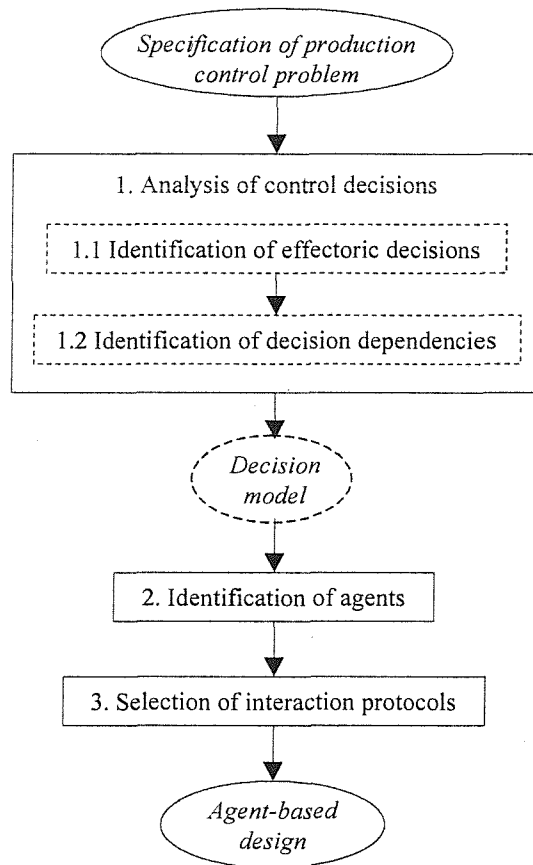 Specification of production
control problem
1. Analysis of control decisions
1.1 Identification of effectoric decisions
1.2 Identification of decision dependencies
Decision
model
2. Identification of agents
3. Selection of interaction protocols
Agent-based
design